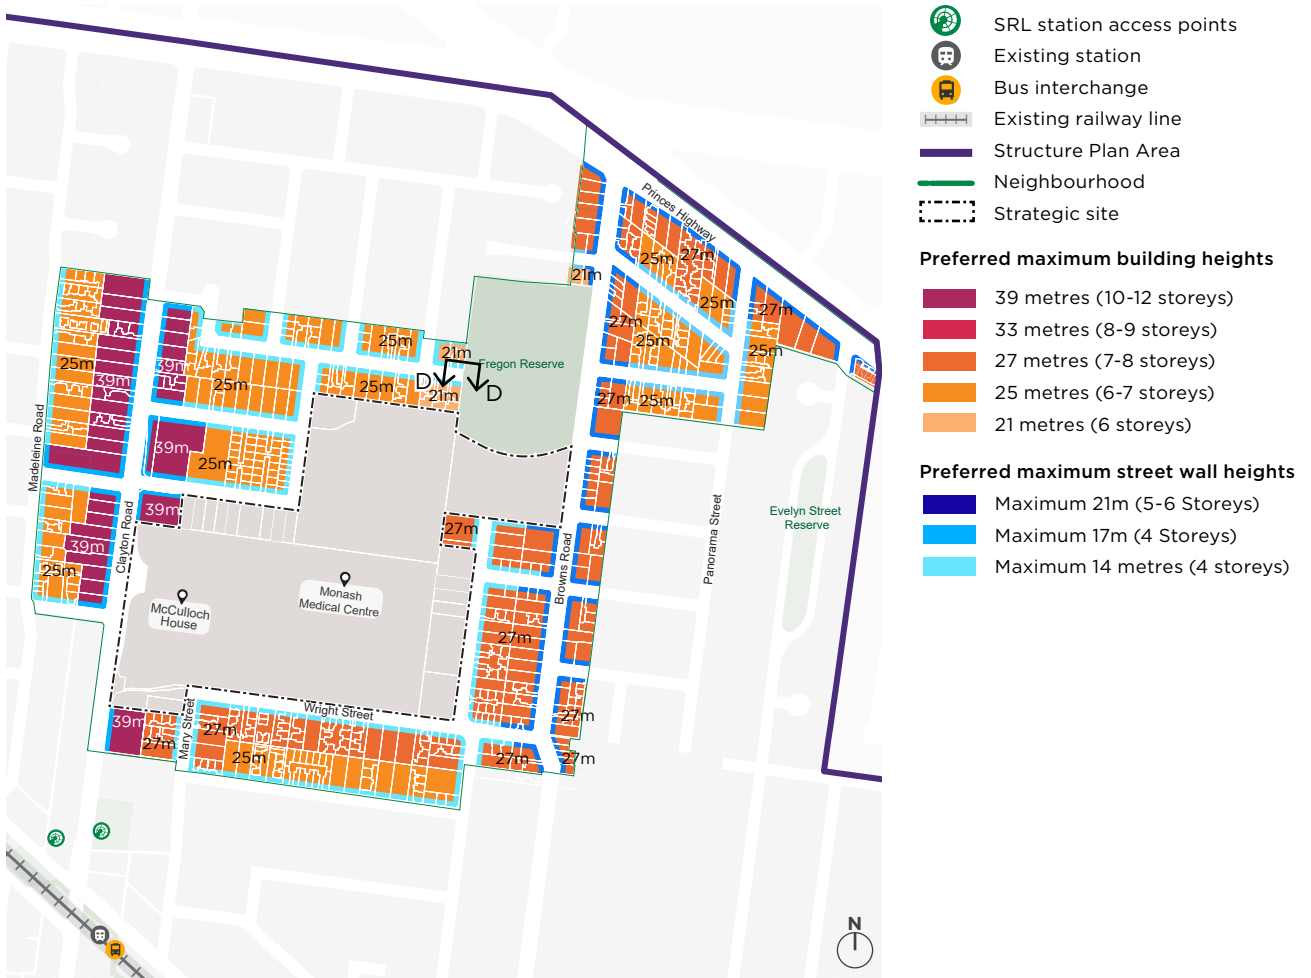 SRL station access points
Existing station
Bus interchange
Existing railway line
Structure Plan Area
Neighbourhood
Strategic site
Preferred maximum building heights
39 metres (10-12 storeys)
33 metres (8-9 storeys)
27 metres (7-8 storeys)
25 metres (6-7 storeys)
21 metres (6 storeys)
Preferred maximum street wall heights
Maximum 21m (5-6 Storeys)
Maximum 17m (4 Storeys)
Maximum 14 metres (4 storeys)
Princes Highway
25m
27m
21m
25m
27m
27m
25m
25m
25m
21m
Fregon Reserve
25m
39m
39m
25m
25m
D
21m
D
27m
25m
Madeleine Road
39m
25m
39m
Clayton Road
27m
Evelyn Street
Reserve
Panorama Street
Browns Road
39m
25m
Monash
Medical Centre
McCulloch
House
27m
Wright Street
Mary Street
39m
27m
27m
25m
27m
27m
27m
N